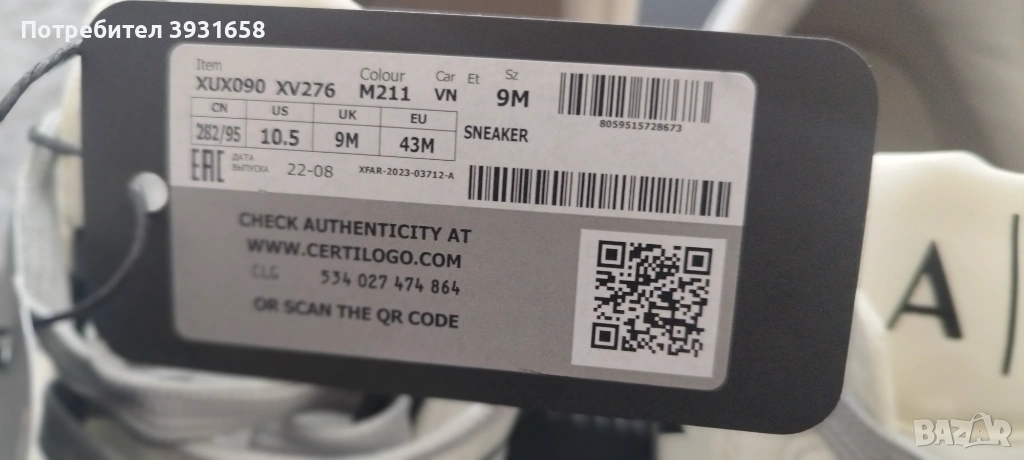 Потребител 3931658
Item Colour Car Et Sz
XUX090 XV276 M211 VN 9M
CN US UK EU
282/95 10.5 9M 43M
SNEAKER
8059515728673
EAC ДАТА ВЫПУСКА 22-08 XFAR-2023-03712-A
CHECK AUTHENTICITY AT
WWW.CERTILOGO.COM
CLG 534 027 474 864
OR SCAN THE QR CODE
A|
BAZAR